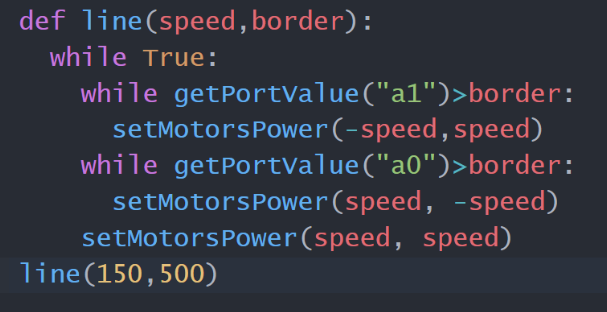 def line(speed,border):
  while True:
    while getPortValue("a1")>border:
      setMotorsPower(-speed,speed)
    while getPortValue("a0")>border:
      setMotorsPower(speed, -speed)
    setMotorsPower(speed, speed)
line(150,500)